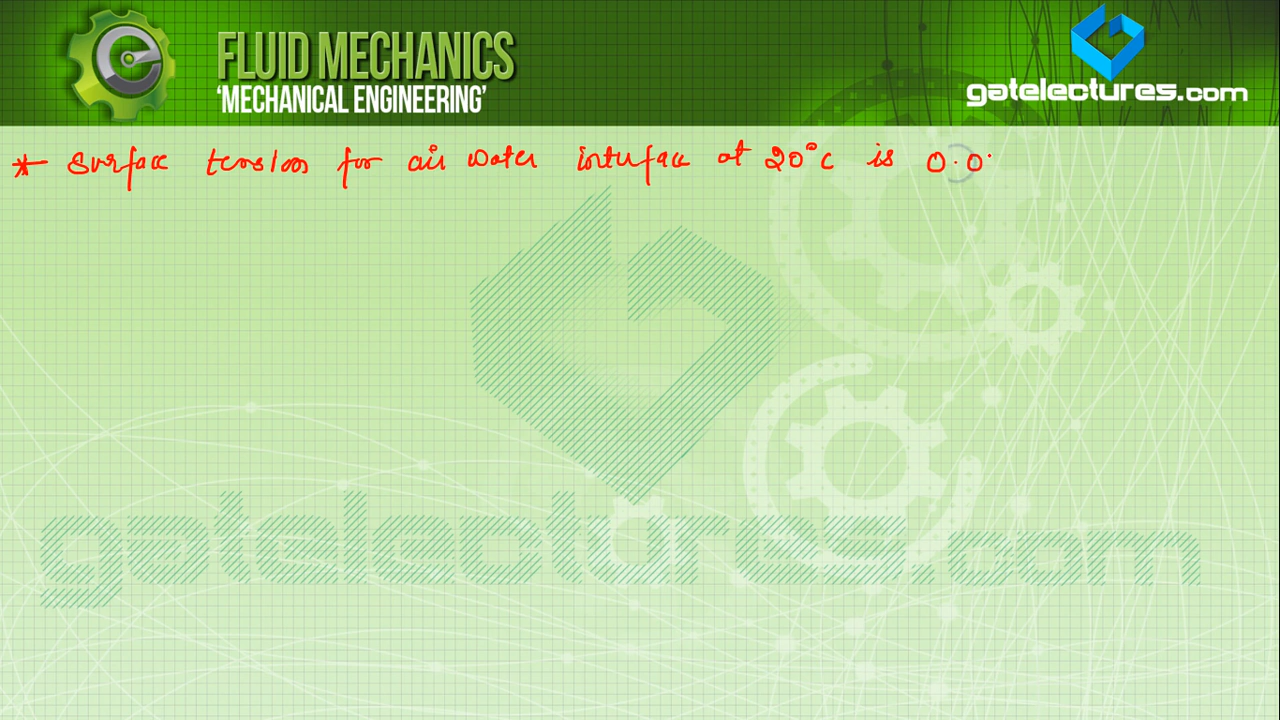 FLUID MECHANICS
'MECHANICAL ENGINEERING'
gatelectures.com
* Surface tension for air water interface at 20°C is 0.0
gatelectures.com